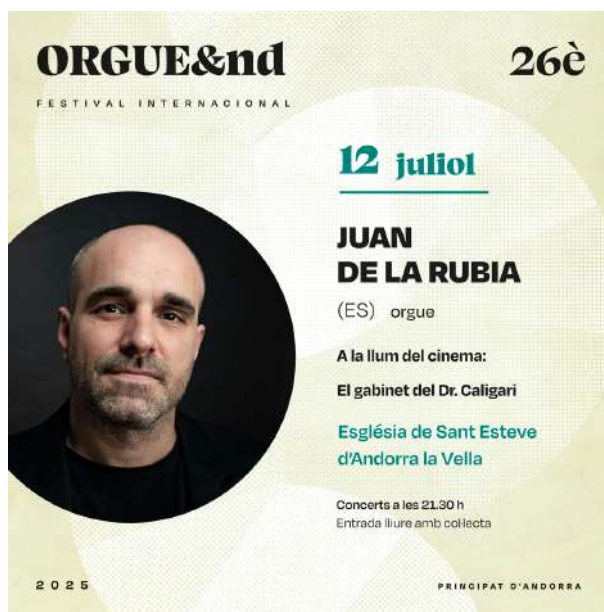 ORGUE&nd
26è
FESTIVAL INTERNACIONAL
12 juliol
JUAN
DE LA RUBIA
(ES) orgue
A la llum del cinema:
El gabinet del Dr. Caligari
Església de Sant Esteve
d'Andorra la Vella
Concerts a les 21.30 h
Entrada lliure amb col·lecta
2025
PRINCIPAT D'ANDORRA